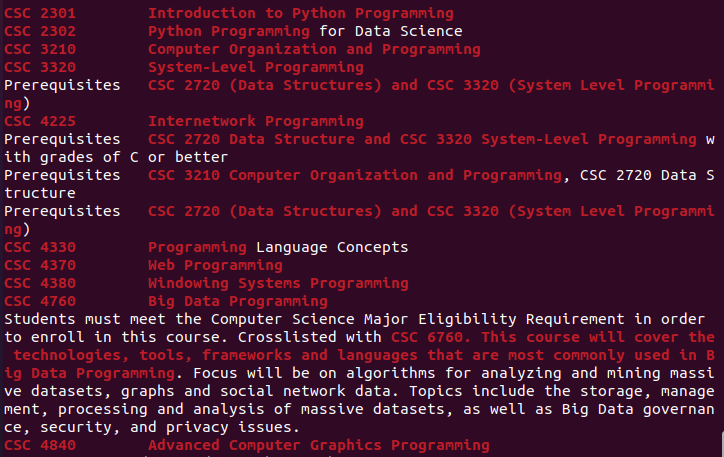 CSC 2301 Introduction to Python Programming
CSC 2302 Python Programming for Data Science
CSC 3210 Computer Organization and Programming
CSC 3320 System-Level Programming
Prerequisites CSC 2720 (Data Structures) and CSC 3320 (System Level Programmi
ng)
CSC 4225 Internetwork Programming
Prerequisites CSC 2720 Data Structure and CSC 3320 System-Level Programming w
ith grades of C or better
Prerequisites CSC 3210 Computer Organization and Programming, CSC 2720 Data S
tructure
Prerequisites CSC 2720 (Data Structures) and CSC 3320 (System Level Programmi
ng)
CSC 4330 Programming Language Concepts
CSC 4370 Web Programming
CSC 4380 Windowing Systems Programming
CSC 4760 Big Data Programming
Students must meet the Computer Science Major Eligibility Requirement in order
to enroll in this course. Crosslisted with CSC 6760. This course will cover the
technologies, tools, frameworks and languages that are most commonly used in B
ig Data Programming. Focus will be on algorithms for analyzing and mining massi
ve datasets, graphs and social network data. Topics include the storage, manage
ment, processing and analysis of massive datasets, as well as Big Data governan
ce, security, and privacy issues.
CSC 4840 Advanced Computer Graphics Programming